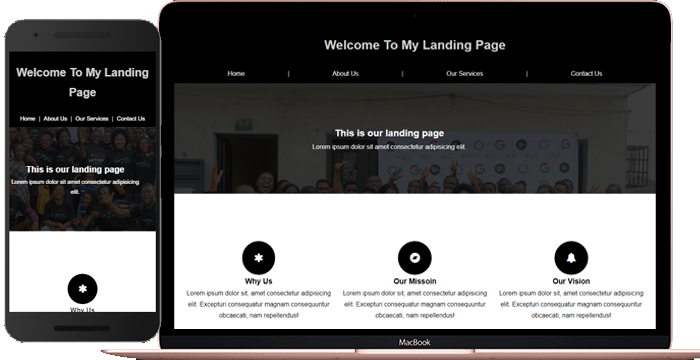 Welcome To My Landing
Page
Home | About Us | Our Services | Contact Us
This is our landing page
Lorem ipsum dolor sit amet consectetur adipisicing
elit.
Why Us
Welcome To My Landing Page
Home | About Us | Our Services | Contact Us
This is our landing page
Lorem ipsum dolor sit amet consectetur adipisicing elit.
Why Us
Lorem ipsum dolor sit, amet consectetur adipisicing
elit. Excepturi consequatur magnam consequuntur
obcaecati, nam repellendus!
Our Missoin
Lorem ipsum dolor sit, amet consectetur adipisicing
elit. Excepturi consequatur magnam consequuntur
obcaecati, nam repellendus!
Our Vision
Lorem ipsum dolor sit, amet consectetur adipisicing
elit. Excepturi consequatur magnam consequuntur
obcaecati, nam repellendus!
MacBook